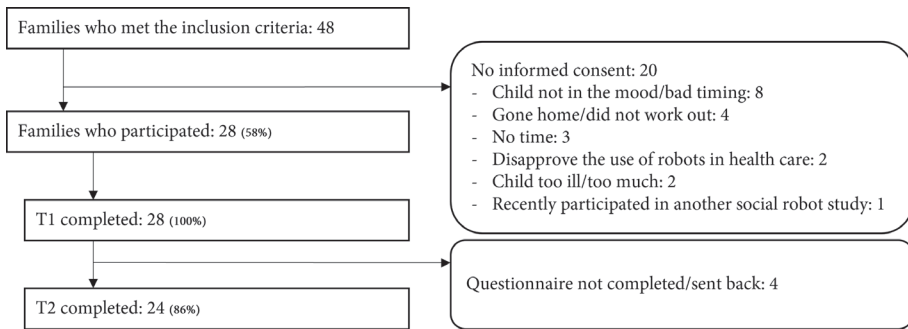 Families who met the inclusion criteria: 48
No informed consent: 20
- Child not in the mood/bad timing: 8
- Gone home/did not work out: 4
- No time: 3
- Disapprove the use of robots in health care: 2
- Child too ill/too much: 2
- Recently participated in another social robot study: 1
Families who participated: 28 (58%)
T1 completed: 28 (100%)
Questionnaire not completed/sent back: 4
T2 completed: 24 (86%)